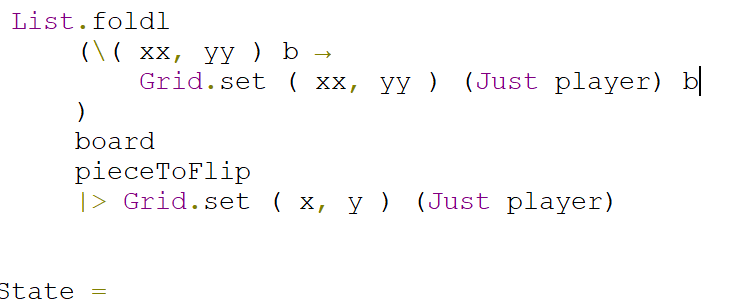 List.foldl
(\( xx, yy ) b →
Grid.set ( xx, yy ) (Just player) b
)
board
pieceToFlip
|> Grid.set ( x, y ) (Just player)
State =